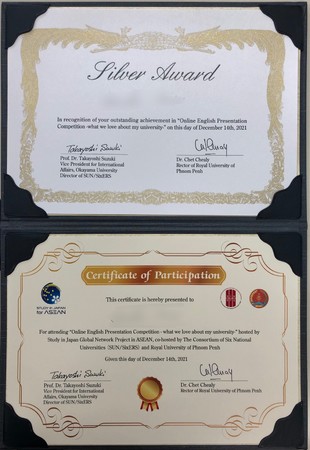 Silver Award
In recognition of your outstanding achievement in "Online English Presentation
Competition -what we love about my university-" on this day of December 14th, 2021
Takayoshi Suzuki
Prof. Dr. Takayoshi Suzuki
Vice President for International
Affairs, Okayama University
Director of SUN/SixERS
Dr. Chet Chealy
Rector of Royal University of
Phnom Penh
Certificate of Participation
STUDY in JAPAN
for ASEAN
This certificate is hereby presented to
For attending "Online English Presentation Competition - what we love about my university-" hosted by
Study in Japan Global Network Project in ASEAN, co-hosted by The Consortium of Six National
Universities (SUN/SixERS) and Royal University of Phnom Penh
Given this day of December 14th, 2021
Takayoshi Suzuki
Prof. Dr. Takayoshi Suzuki
Vice President for International
Affairs, Okayama University
Director of SUN/SixERS
Dr. Chet Chealy
Rector of Royal University of Phnom Penh